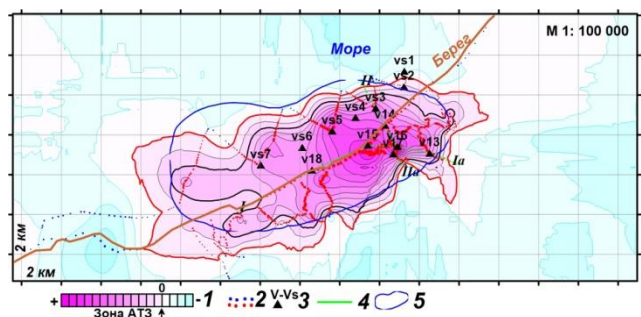 М 1: 100 000
Море
Берег
vs1
vs2
II
vs3
vs4
v14
vs5
v15
v16
vs6
v13
vs7
v18
Ia
IIa
I
2 км
2 км
+
0
-1
2
V-Vs
3
4
5
Зона АТЗ